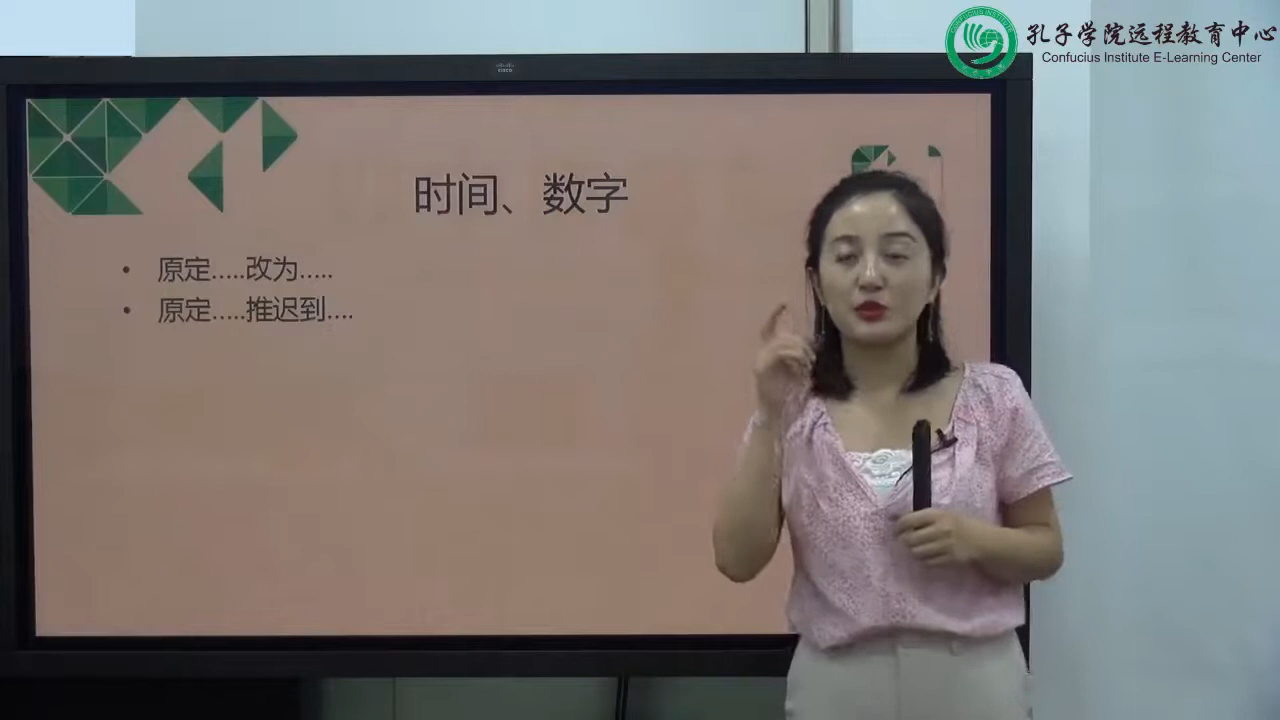 孔子学院远程教育中心
Confucius Institute E-Learning Center
时间、数字
• 原定.....改为.....
• 原定.....推迟到....